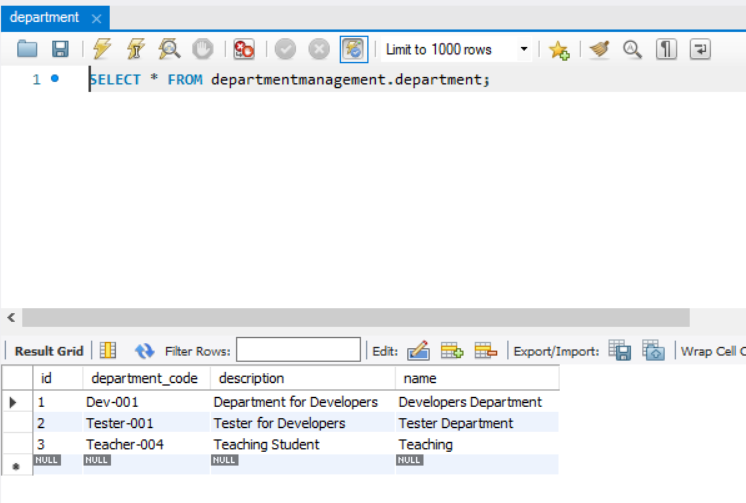 department
Limit to 1000 rows
1 SELECT * FROM departmentmanagement.department;
Result Grid Filter Rows: Edit: Export/Import: Wrap Cell C
id department_code description name
1 Dev-001 Department for Developers Developers Department
2 Tester-001 Tester for Developers Tester Department
3 Teacher-004 Teaching Student Teaching
NULL NULL NULL NULL